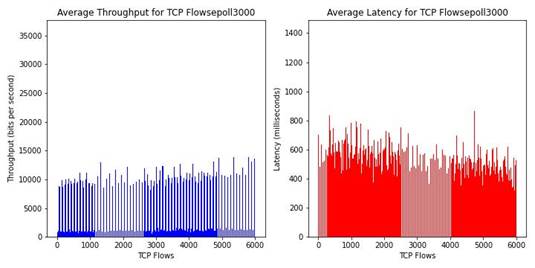 Average Throughput for TCP Flowsepoll3000
Throughput (bits per second)
35000
30000
25000
20000
15000
10000
5000
0
0 1000 2000 3000 4000 5000 6000
TCP Flows
Average Latency for TCP Flowsepoll3000
Latency (milliseconds)
1400
1200
1000
800
600
400
200
0
0 1000 2000 3000 4000 5000 6000
TCP Flows